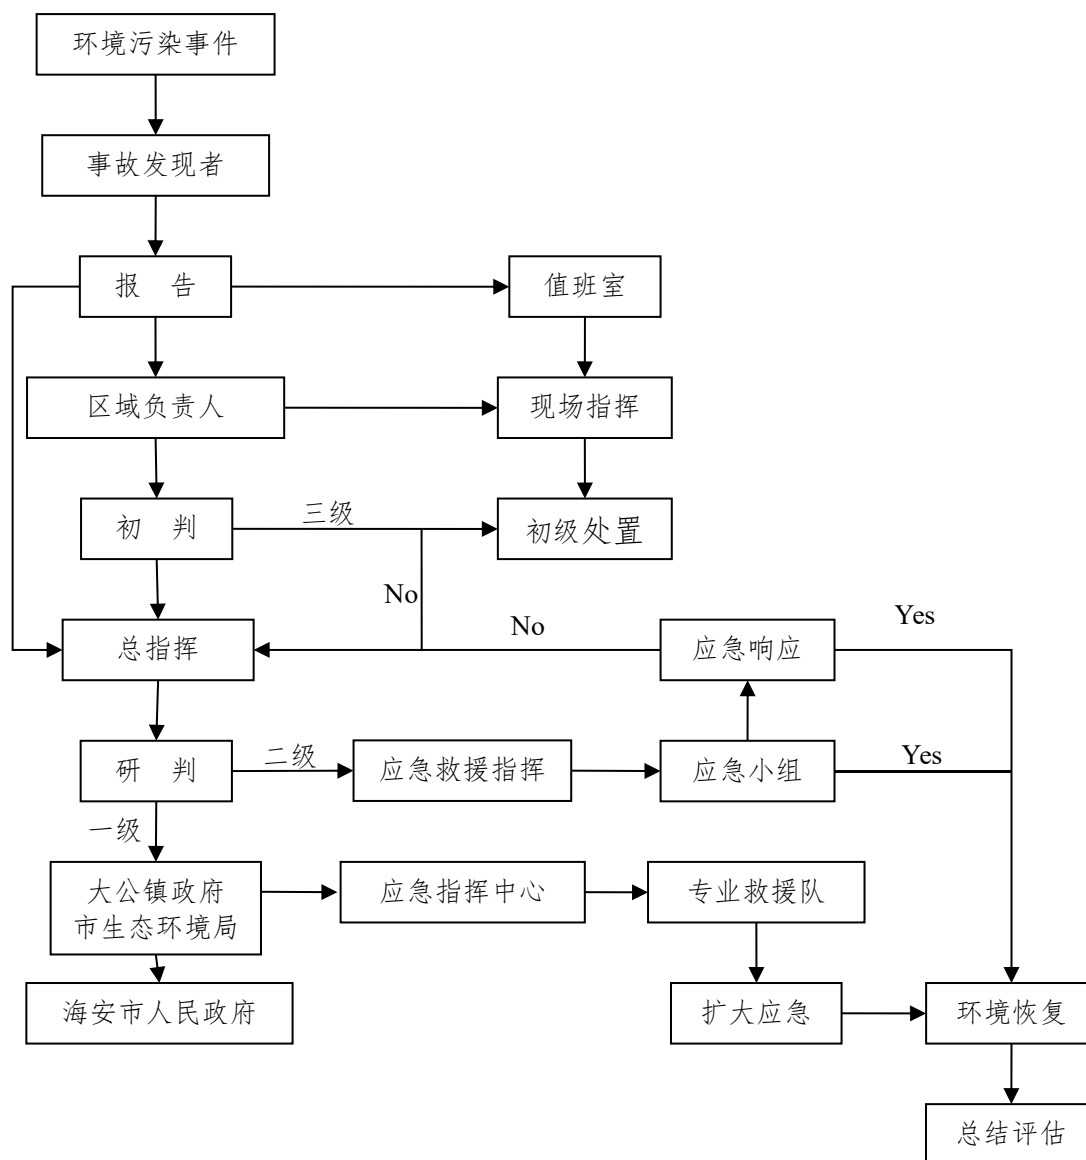 环境污染事件
事故发现者
报 告
值班室
区域负责人
现场指挥
初 判
三级
初级处置
No
总指挥
No
应急响应
Yes
研 判
二级
应急救援指挥
应急小组
Yes
一级
大公镇政府
市生态环境局
应急指挥中心
专业救援队
海安市人民政府
扩大应急
环境恢复
总结评估